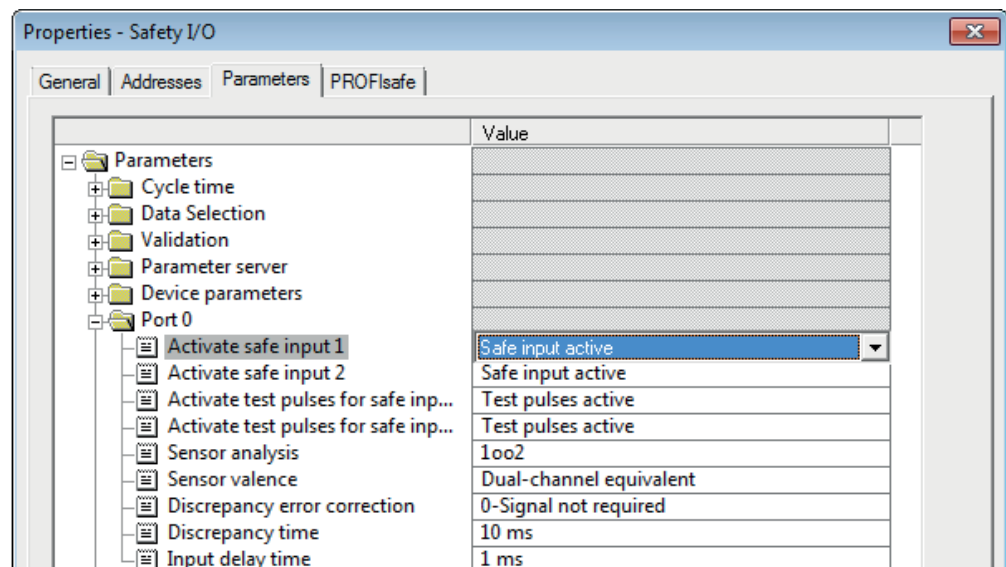 Properties - Safety I/O
General Addresses Parameters PROFIsafe
Value
Parameters
Cycle time
Data Selection
Validation
Parameter server
Device parameters
Port 0
Activate safe input 1 Safe input active
Activate safe input 2 Safe input active
Activate test pulses for safe inp... Test pulses active
Activate test pulses for safe inp... Test pulses active
Sensor analysis 1oo2
Sensor valence Dual-channel equivalent
Discrepancy error correction 0-Signal not required
Discrepancy time 10 ms
Input delay time 1 ms